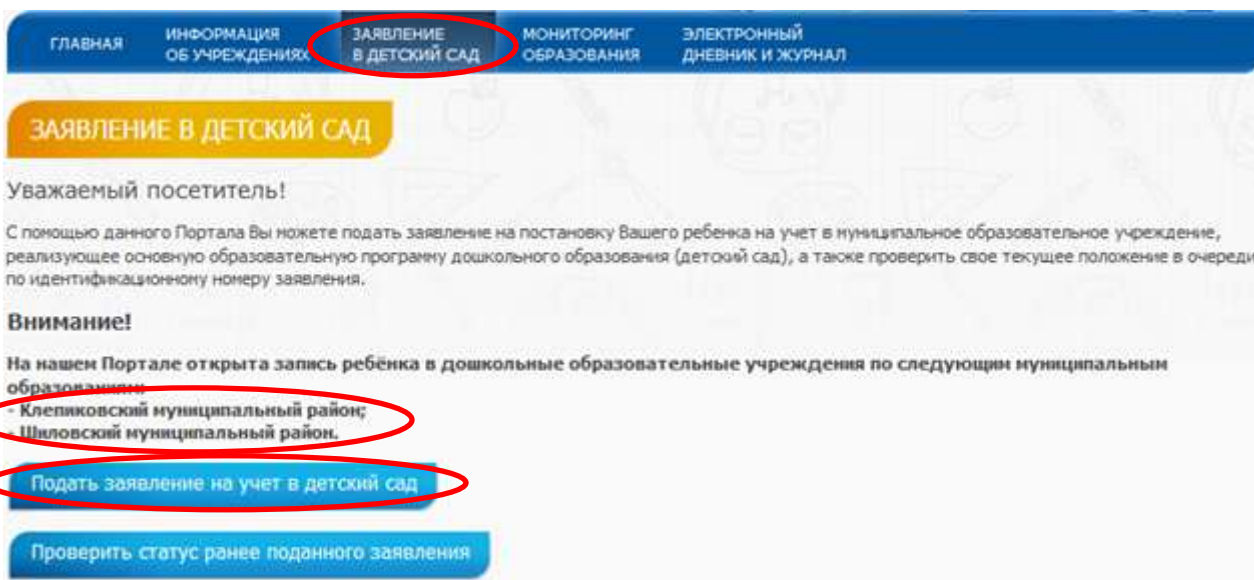 ГЛАВНАЯ
ИНФОРМАЦИЯ
ОБ УЧРЕЖДЕНИЯХ
ЗАЯВЛЕНИЕ
В ДЕТСКИЙ САД
МОНИТОРИНГ
ОБРАЗОВАНИЯ
ЭЛЕКТРОННЫЙ
ДНЕВНИК И ЖУРНАЛ
ЗАЯВЛЕНИЕ В ДЕТСКИЙ САД
Уважаемый посетитель!
С помощью данного Портала Вы можете подать заявление на постановку Вашего ребенка на учет в муниципальное образовательное учреждение,
реализующее основную образовательную программу дошкольного образования (детский сад), а также проверить свое текущее положение в очереди
по идентификационному номеру заявления.
Внимание!
На нашем Портале открыта запись ребёнка в дошкольные образовательные учреждения по следующим муниципальным
образованиям:
- Клепиковский муниципальный район;
- Шиловский муниципальный район.
Подать заявление на учет в детский сад
Проверить статус ранее поданного заявления